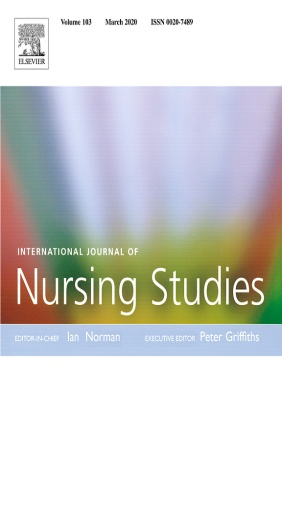 Volume 103 March 2020 ISSN 0020-7489
ELSEVIER
INTERNATIONAL JOURNAL OF
Nursing Studies
EDITOR-IN-CHIEF Ian Norman EXECUTIVE EDITOR Peter Griffiths